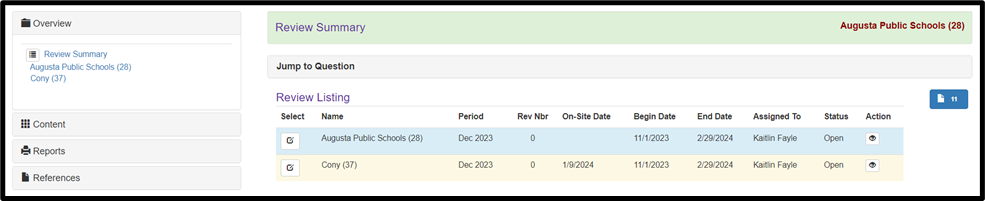 Overview
Review Summary
Augusta Public Schools (28)
Cony (37)
Content
Reports
References
Review Summary
Augusta Public Schools (28)
Jump to Question
Review Listing
11
Select Name Period Rev Nbr On-Site Date Begin Date End Date Assigned To Status Action
Augusta Public Schools (28) Dec 2023 0 11/1/2023 2/29/2024 Kaitlin Fayle Open
Cony (37) Dec 2023 0 1/9/2024 11/1/2023 2/29/2024 Kaitlin Fayle Open